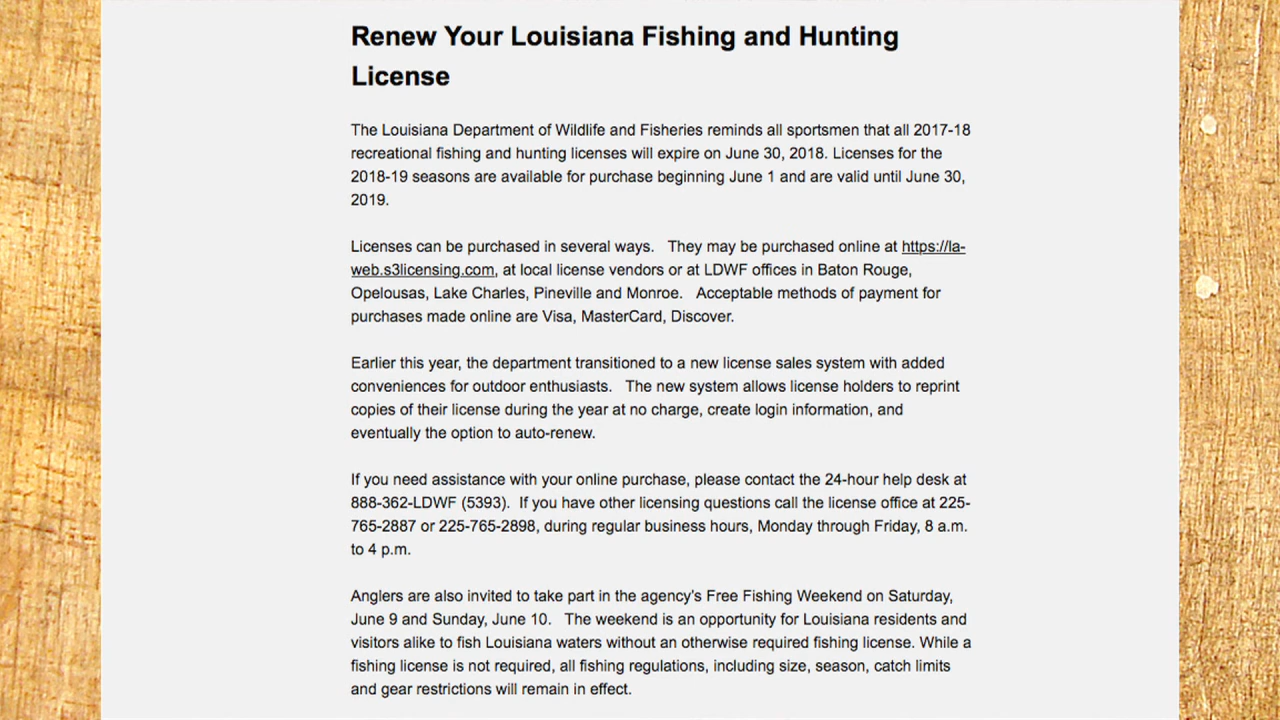 Renew Your Louisiana Fishing and Hunting
License
The Louisiana Department of Wildlife and Fisheries reminds all sportsmen that all 2017-18
recreational fishing and hunting licenses will expire on June 30, 2018. Licenses for the
2018-19 seasons are available for purchase beginning June 1 and are valid until June 30,
2019.
Licenses can be purchased in several ways.   They may be purchased online at https://la-
web.s3licensing.com, at local license vendors or at LDWF offices in Baton Rouge,
Opelousas, Lake Charles, Pineville and Monroe.   Acceptable methods of payment for
purchases made online are Visa, MasterCard, Discover.
Earlier this year, the department transitioned to a new license sales system with added
conveniences for outdoor enthusiasts.   The new system allows license holders to reprint
copies of their license during the year at no charge, create login information, and
eventually the option to auto-renew.
If you need assistance with your online purchase, please contact the 24-hour help desk at
888-362-LDWF (5393).  If you have other licensing questions call the license office at 225-
765-2887 or 225-765-2898, during regular business hours, Monday through Friday, 8 a.m.
to 4 p.m.
Anglers are also invited to take part in the agency's Free Fishing Weekend on Saturday,
June 9 and Sunday, June 10.   The weekend is an opportunity for Louisiana residents and
visitors alike to fish Louisiana waters without an otherwise required fishing license. While a
fishing license is not required, all fishing regulations, including size, season, catch limits
and gear restrictions will remain in effect.